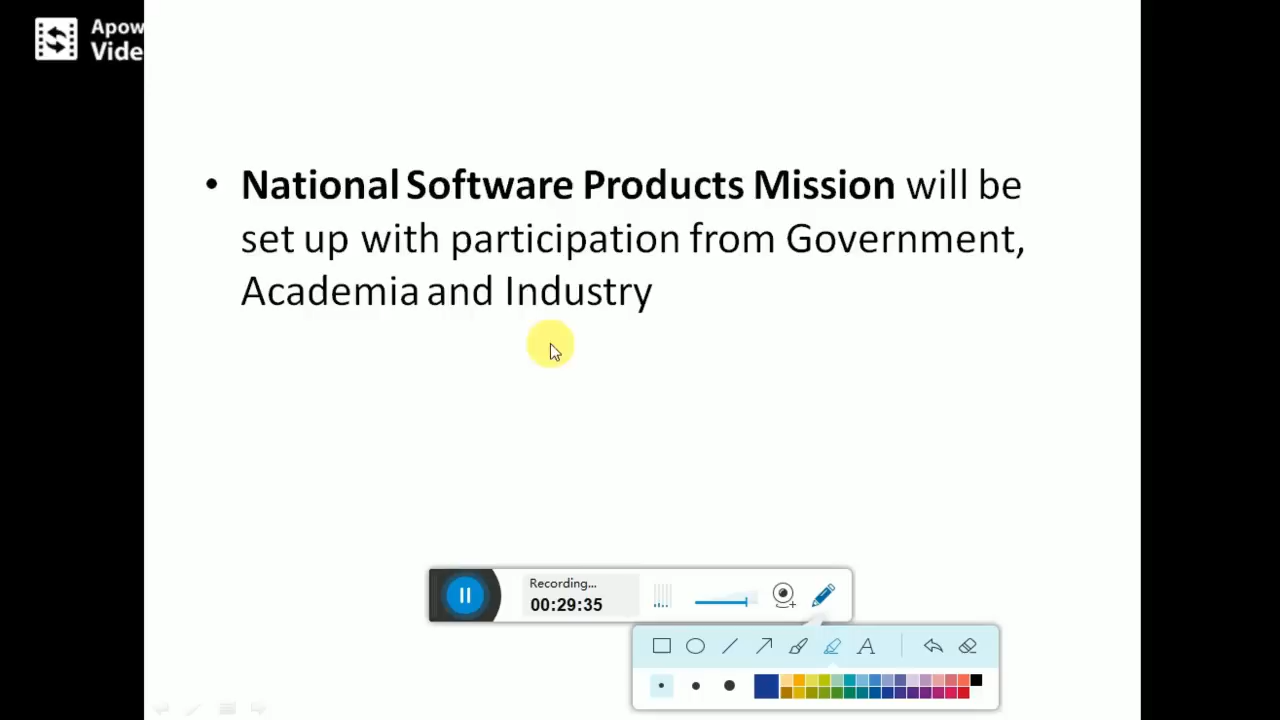 Apow
Vide
• National Software Products Mission will be
set up with participation from Government,
Academia and Industry
Recording...
00:29:35
A